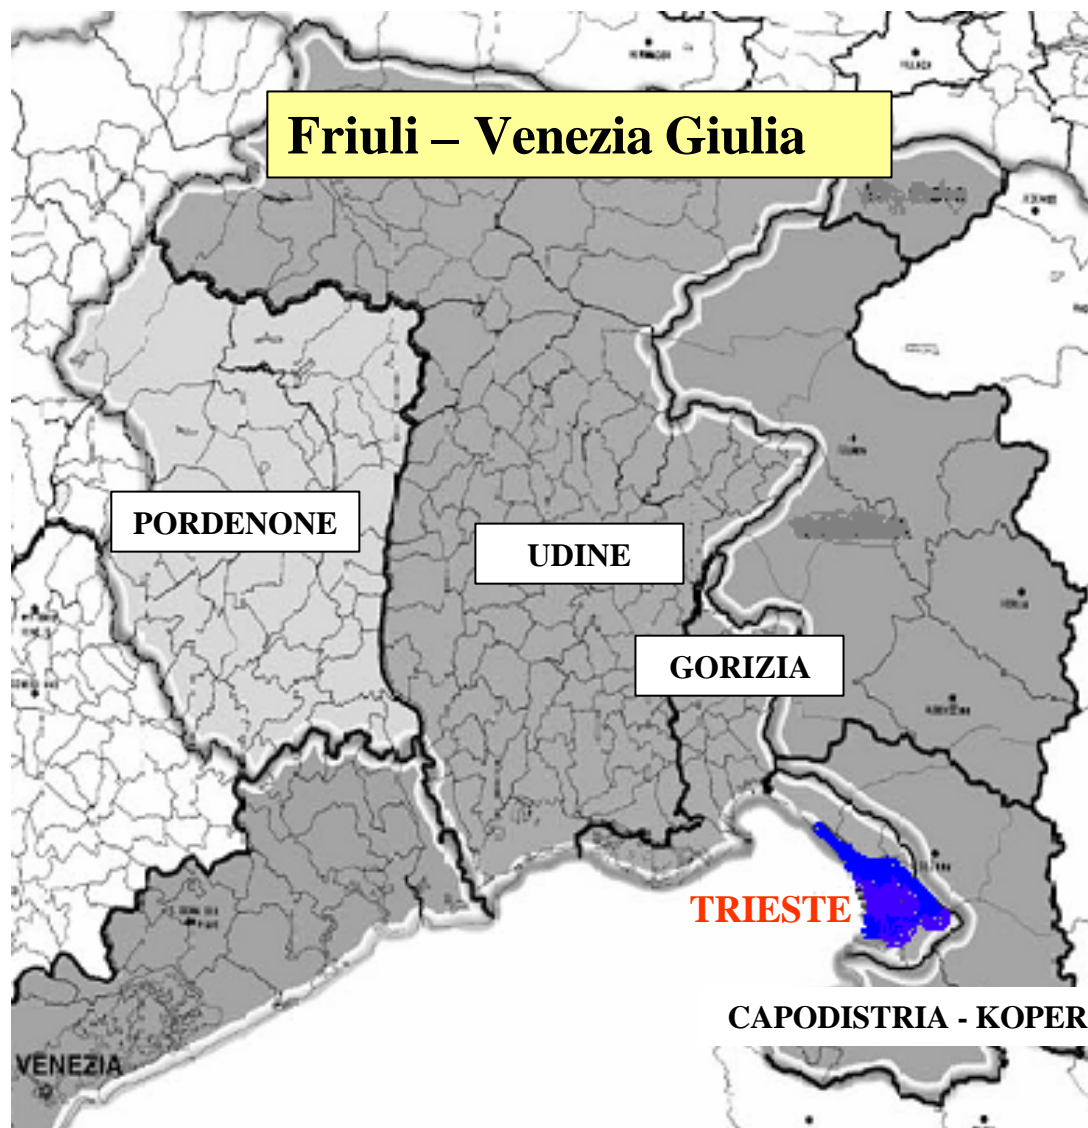 Friuli – Venezia Giulia
PORDENONE
UDINE
GORIZIA
TRIESTE
CAPODISTRIA - KOPER
VENEZIA